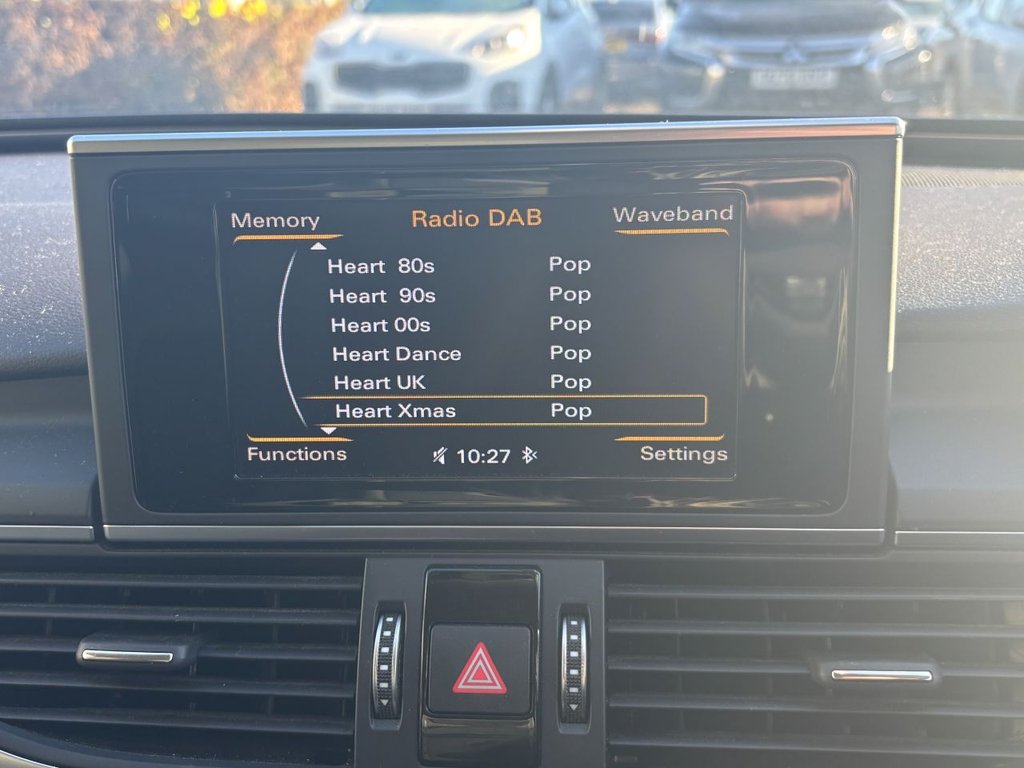 Memory Radio DAB Waveband
Heart 80s Pop
Heart 90s Pop
Heart 00s Pop
Heart Dance Pop
Heart UK Pop
Heart Xmas Pop
Functions 10:27 Settings